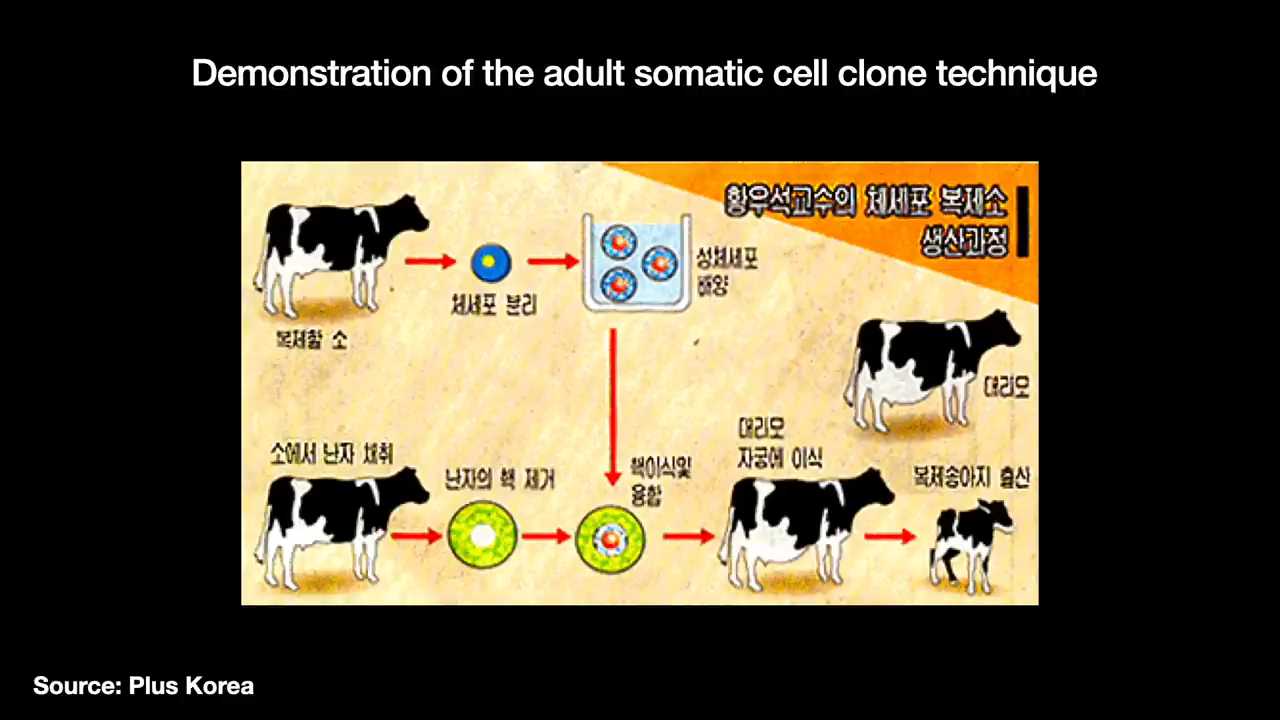 Demonstration of the adult somatic cell clone technique
황우석교수의 체세포 복제소
생산과정
체세포 분리
성체세포
배양
복제할 소
대리모
소에서 난자 채취
난자의 핵 제거
핵이식및
융합
대리모
자궁에 이식
복제송아지 출산
Source: Plus Korea